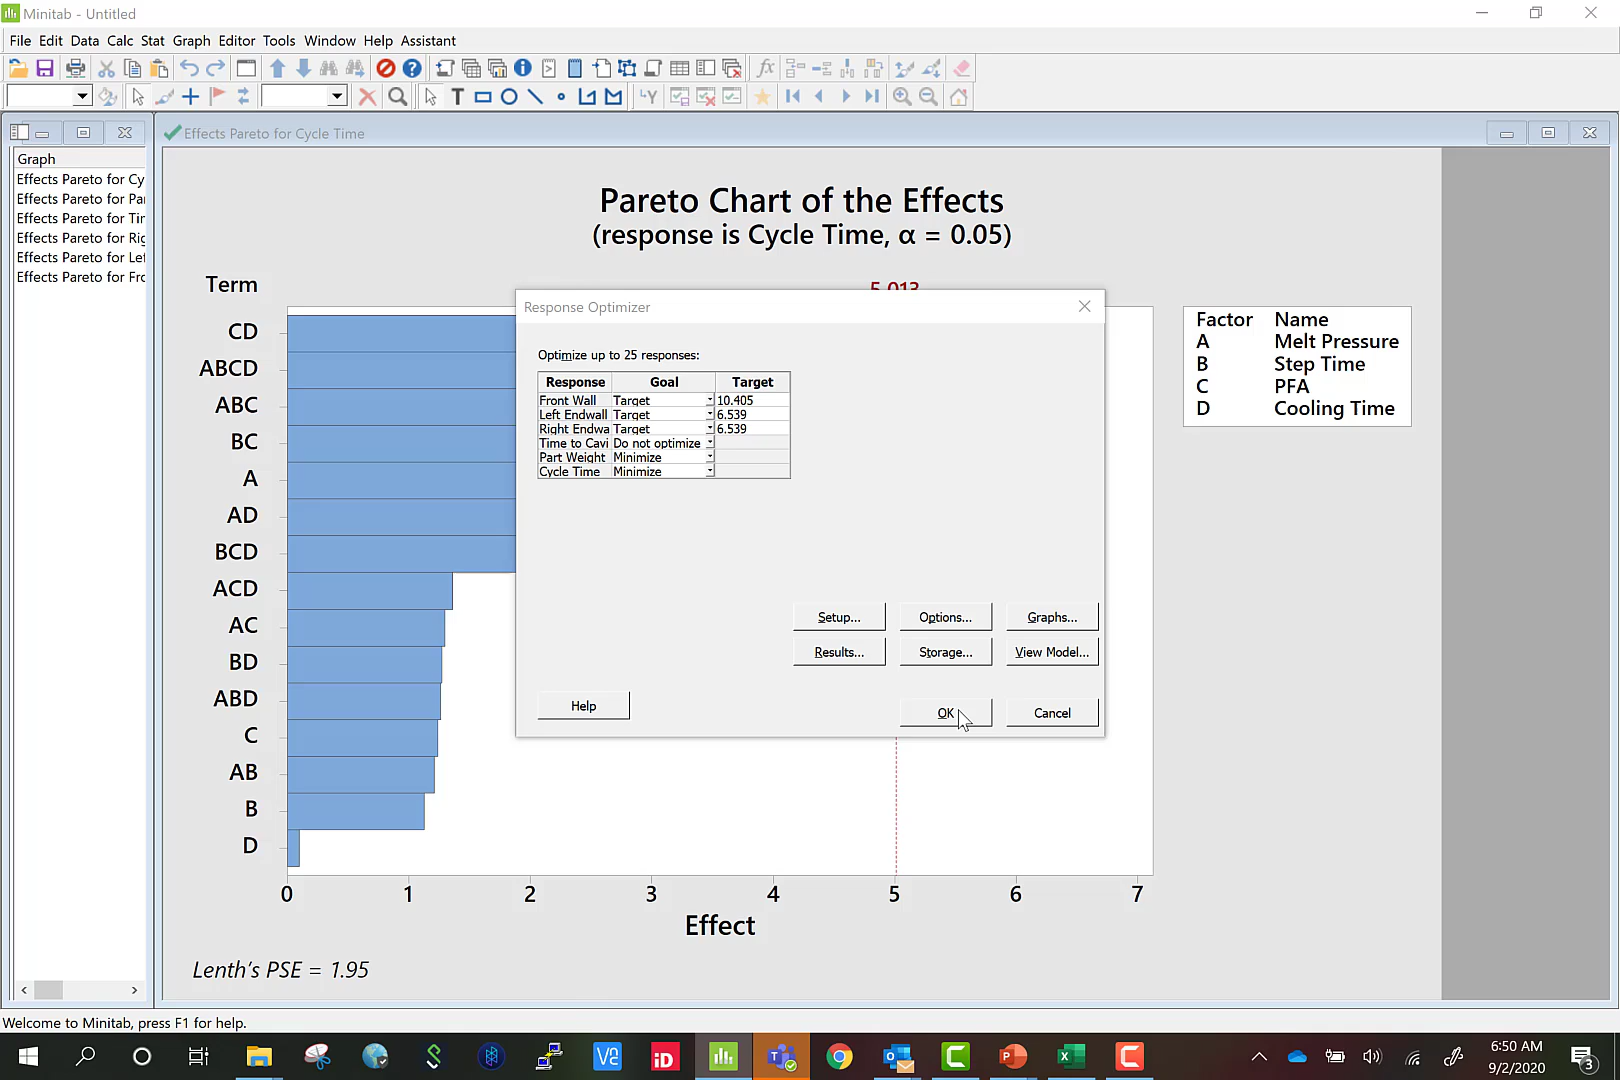 Minitab - Untitled
File Edit Data Calc Stat Graph Editor Tools Window Help Assistant
Graph
Effects Pareto for Cy
Effects Pareto for Par
Effects Pareto for Tir
Effects Pareto for Rig
Effects Pareto for Lef
Effects Pareto for Fro
Effects Pareto for Cycle Time
Pareto Chart of the Effects
(response is Cycle Time, α = 0.05)
Term
5.013
CD
ABCD
ABC
BC
A
AD
BCD
ACD
AC
BD
ABD
C
AB
B
D
0 1 2 3 4 5 6 7
Effect
Lenth's PSE = 1.95
Factor Name
A Melt Pressure
B Step Time
C PFA
D Cooling Time
Response Optimizer
Optimize up to 25 responses:
Response Goal Target
Front Wall Target 10.405
Left Endwall Target 6.539
Right Endwa Target 6.539
Time to Cavi Do not optimize
Part Weight Minimize
Cycle Time Minimize
Setup... Options... Graphs...
Results... Storage... View Model...
Help OK Cancel
Welcome to Minitab, press F1 for help.
6:50 AM
9/2/2020
3